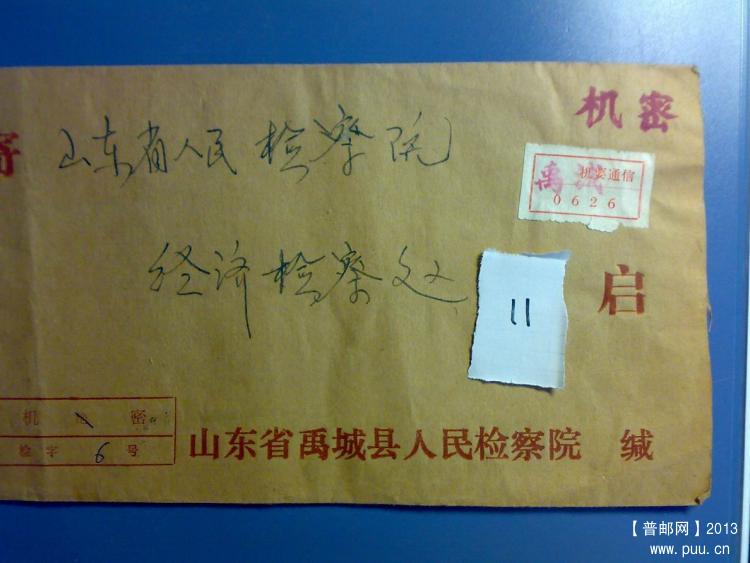 机密
寄 山东省人民检察院
禹城
机要通信
0626
经济检察处
启
11
机 密
检字6号
山东省禹城县人民检察院 缄
【普邮网】2013
www.puu.cn